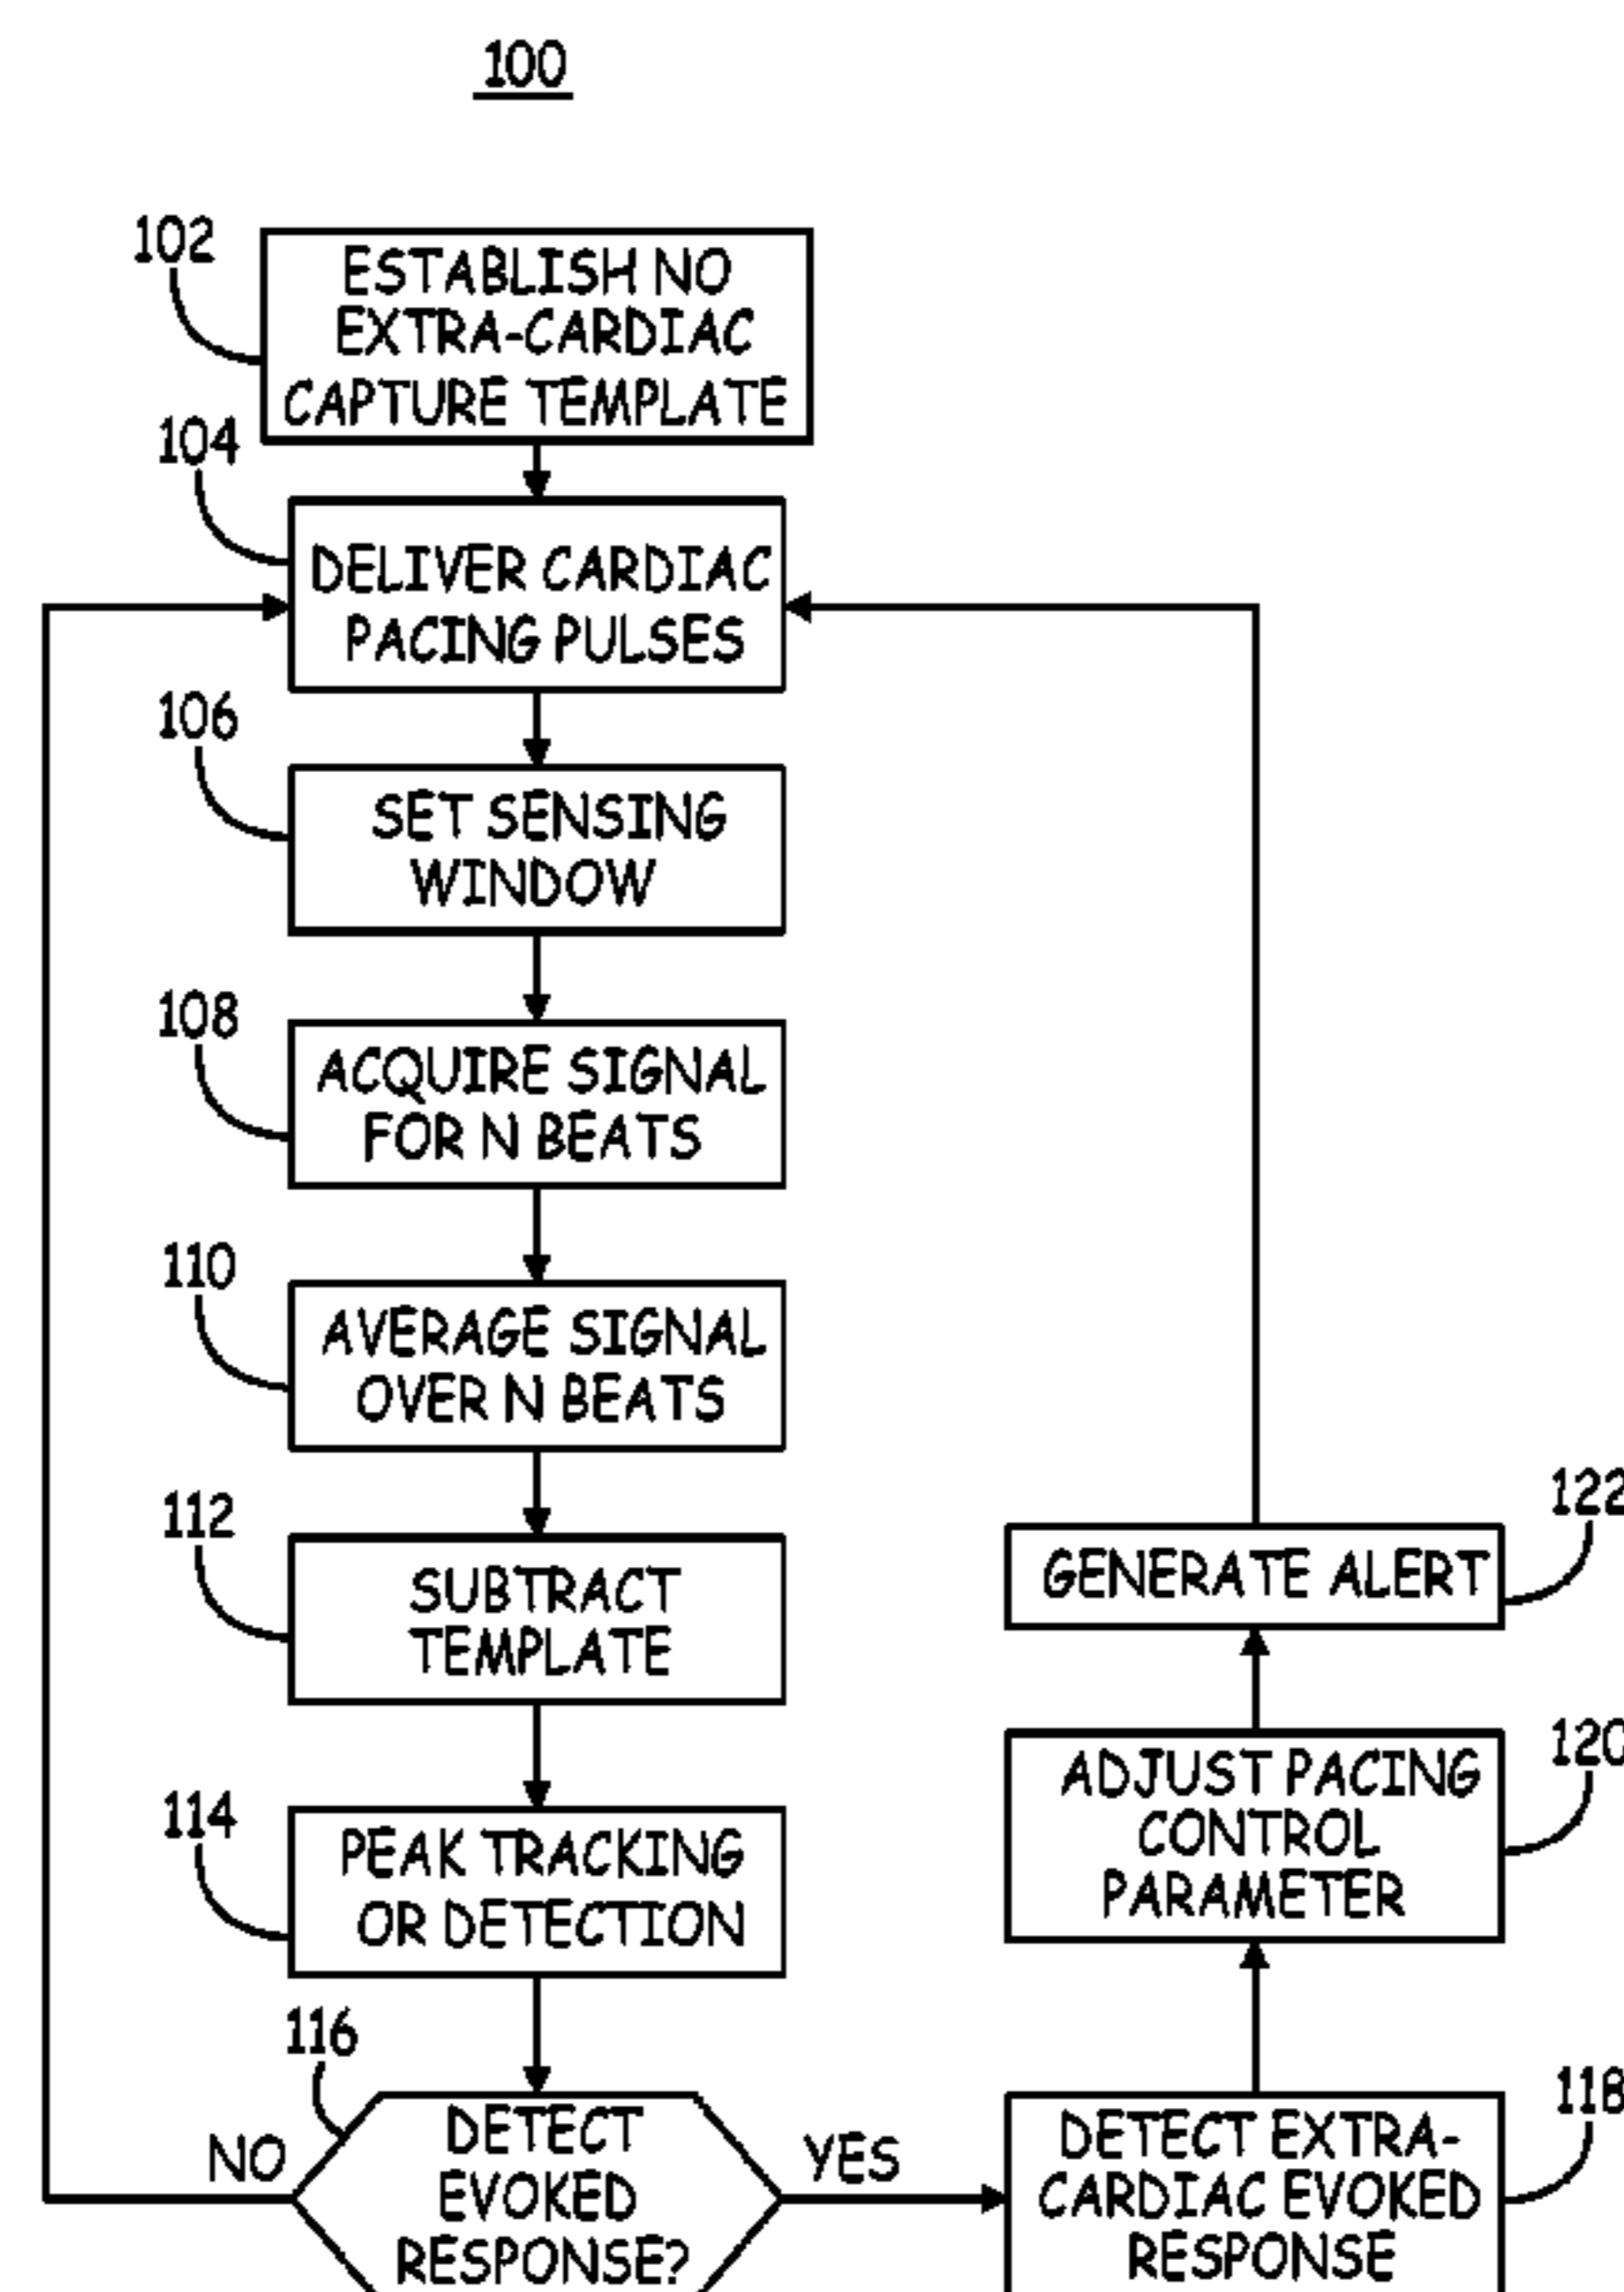 100
102
ESTABLISH NO
EXTRA-CARDIAC
CAPTURE TEMPLATE
104
DELIVER CARDIAC
PACING PULSES
106
SET SENSING
WINDOW
108
ACQUIRE SIGNAL
FOR N BEATS
110
AVERAGE SIGNAL
OVER N BEATS
112
SUBTRACT
TEMPLATE
114
PEAK TRACKING
OR DETECTION
116
NO
DETECT
EVOKED
RESPONSE?
YES
118
DETECT EXTRA-
CARDIAC EVOKED
RESPONSE
120
ADJUST PACING
CONTROL
PARAMETER
122
GENERATE ALERT